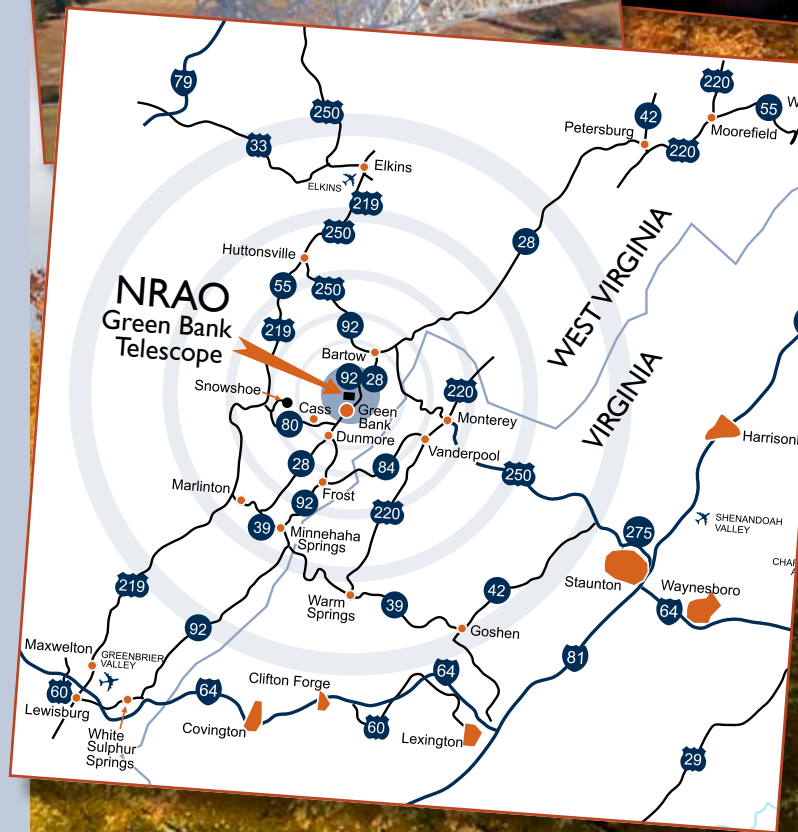 220
79
42
55
250
W
Petersburg
Moorefield
33
220
Elkins
ELKINS
219
250
28
Huttonsville
WEST VIRGINIA
55
250
NRAO
Green Bank
Telescope
92
219
Bartow
VIRGINIA
92
28
Snowshoe
220
Cass
Green
Bank
80
Monterey
Harrison
Dunmore
Vanderpool
28
84
250
Marlinton
Frost
92
220
39
SHENANDOAH
VALLEY
Minnehaha
Springs
275
CHAR
Staunton
Waynesboro
219
42
Warm
Springs
39
64
92
Goshen
Maxwelton
GREENBRIER
VALLEY
81
60
64
Clifton Forge
64
Lewisburg
Covington
60
Lexington
White
Sulphur
Springs
29